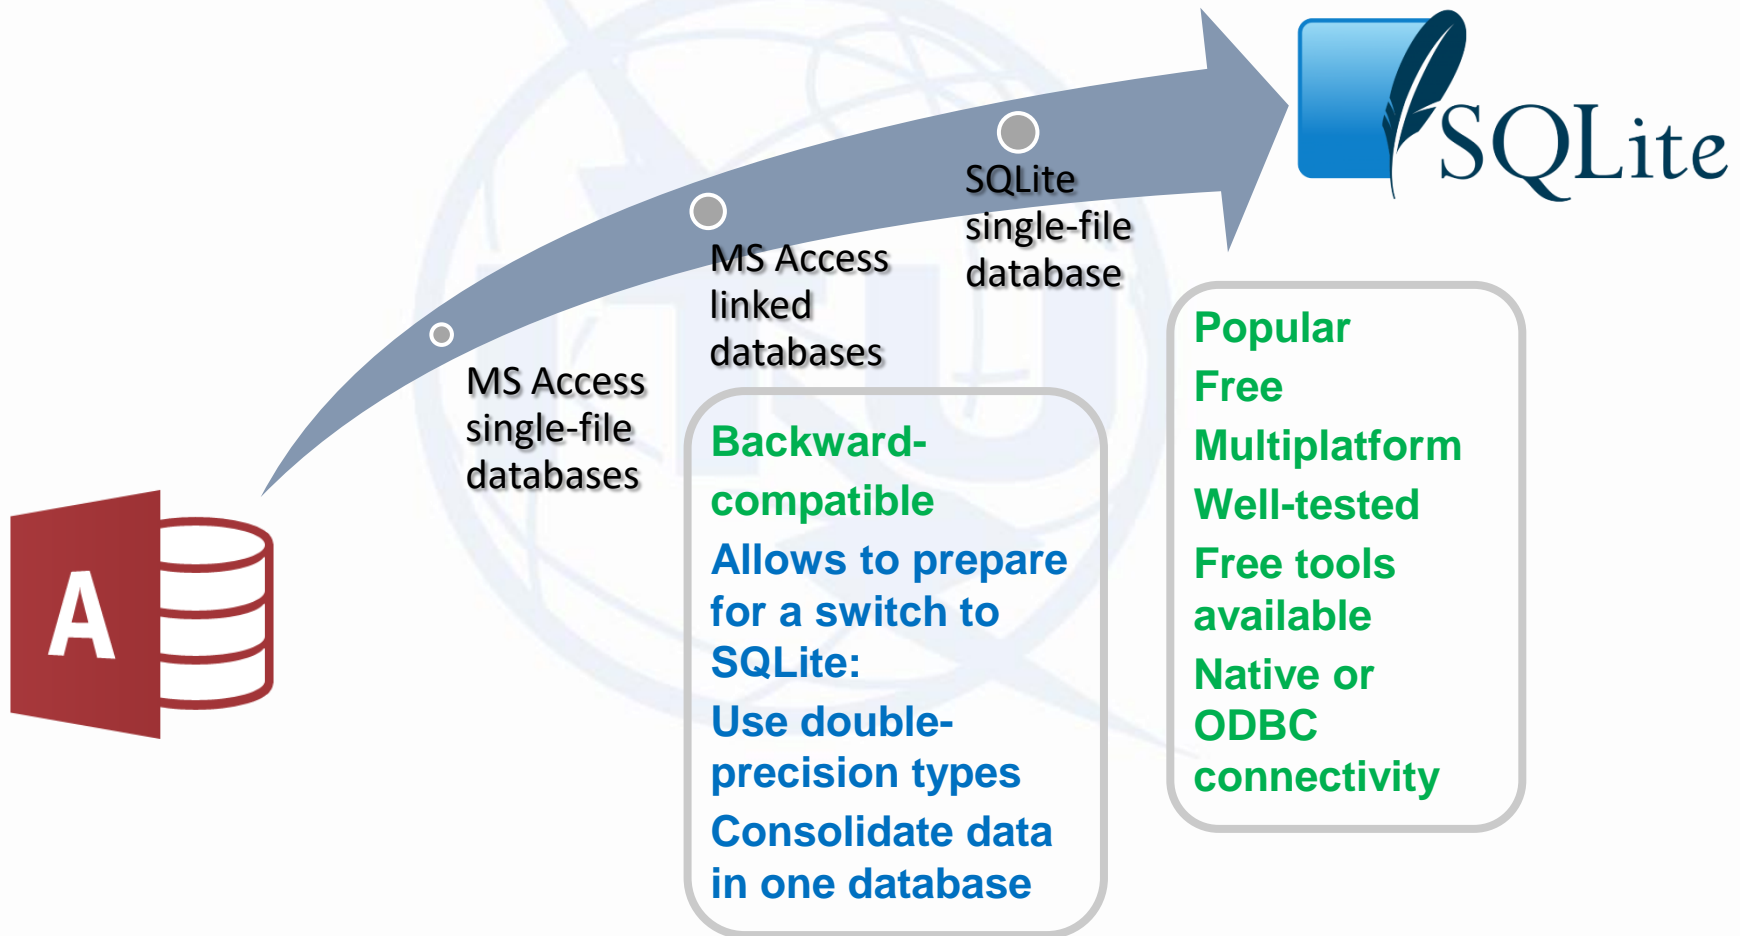 SQLite
SQLite
single-file
database
MS Access
linked
databases
MS Access
single-file
databases
A
Backward-
compatible
Allows to prepare
for a switch to
SQLite:
Use double-
precision types
Consolidate data
in one database
Popular
Free
Multiplatform
Well-tested
Free tools
available
Native or
ODBC
connectivity
ITU